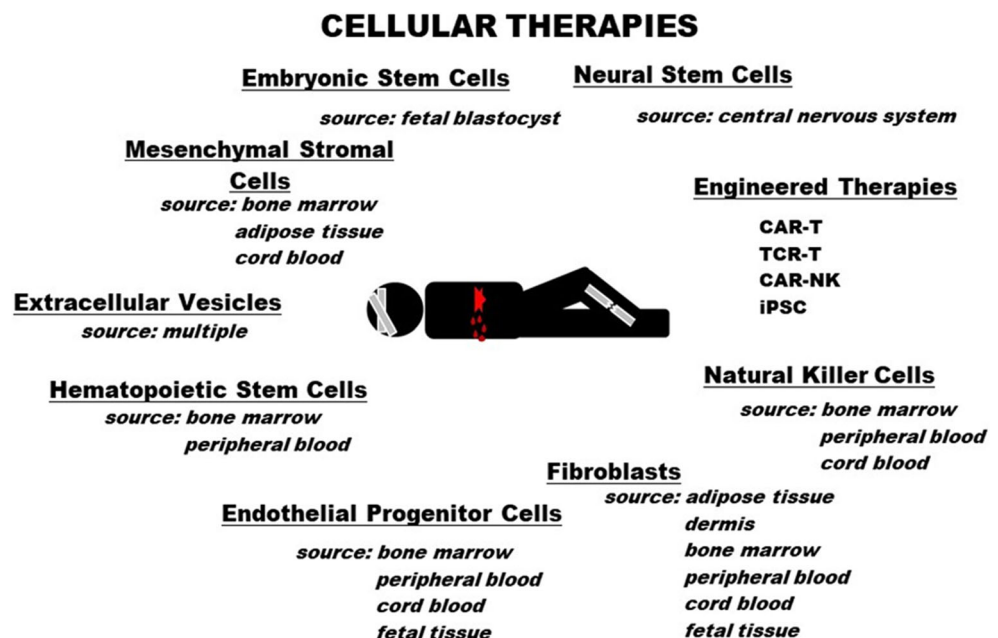 CELLULAR THERAPIES
Embryonic Stem Cells
source: fetal blastocyst
Neural Stem Cells
source: central nervous system
Mesenchymal Stromal
Cells
source: bone marrow
adipose tissue
cord blood
Engineered Therapies
CAR-T
TCR-T
CAR-NK
iPSC
Extracellular Vesicles
source: multiple
Hematopoietic Stem Cells
source: bone marrow
peripheral blood
Natural Killer Cells
source: bone marrow
peripheral blood
cord blood
Fibroblasts
source: adipose tissue
dermis
bone marrow
peripheral blood
cord blood
fetal tissue
Endothelial Progenitor Cells
source: bone marrow
peripheral blood
cord blood
fetal tissue